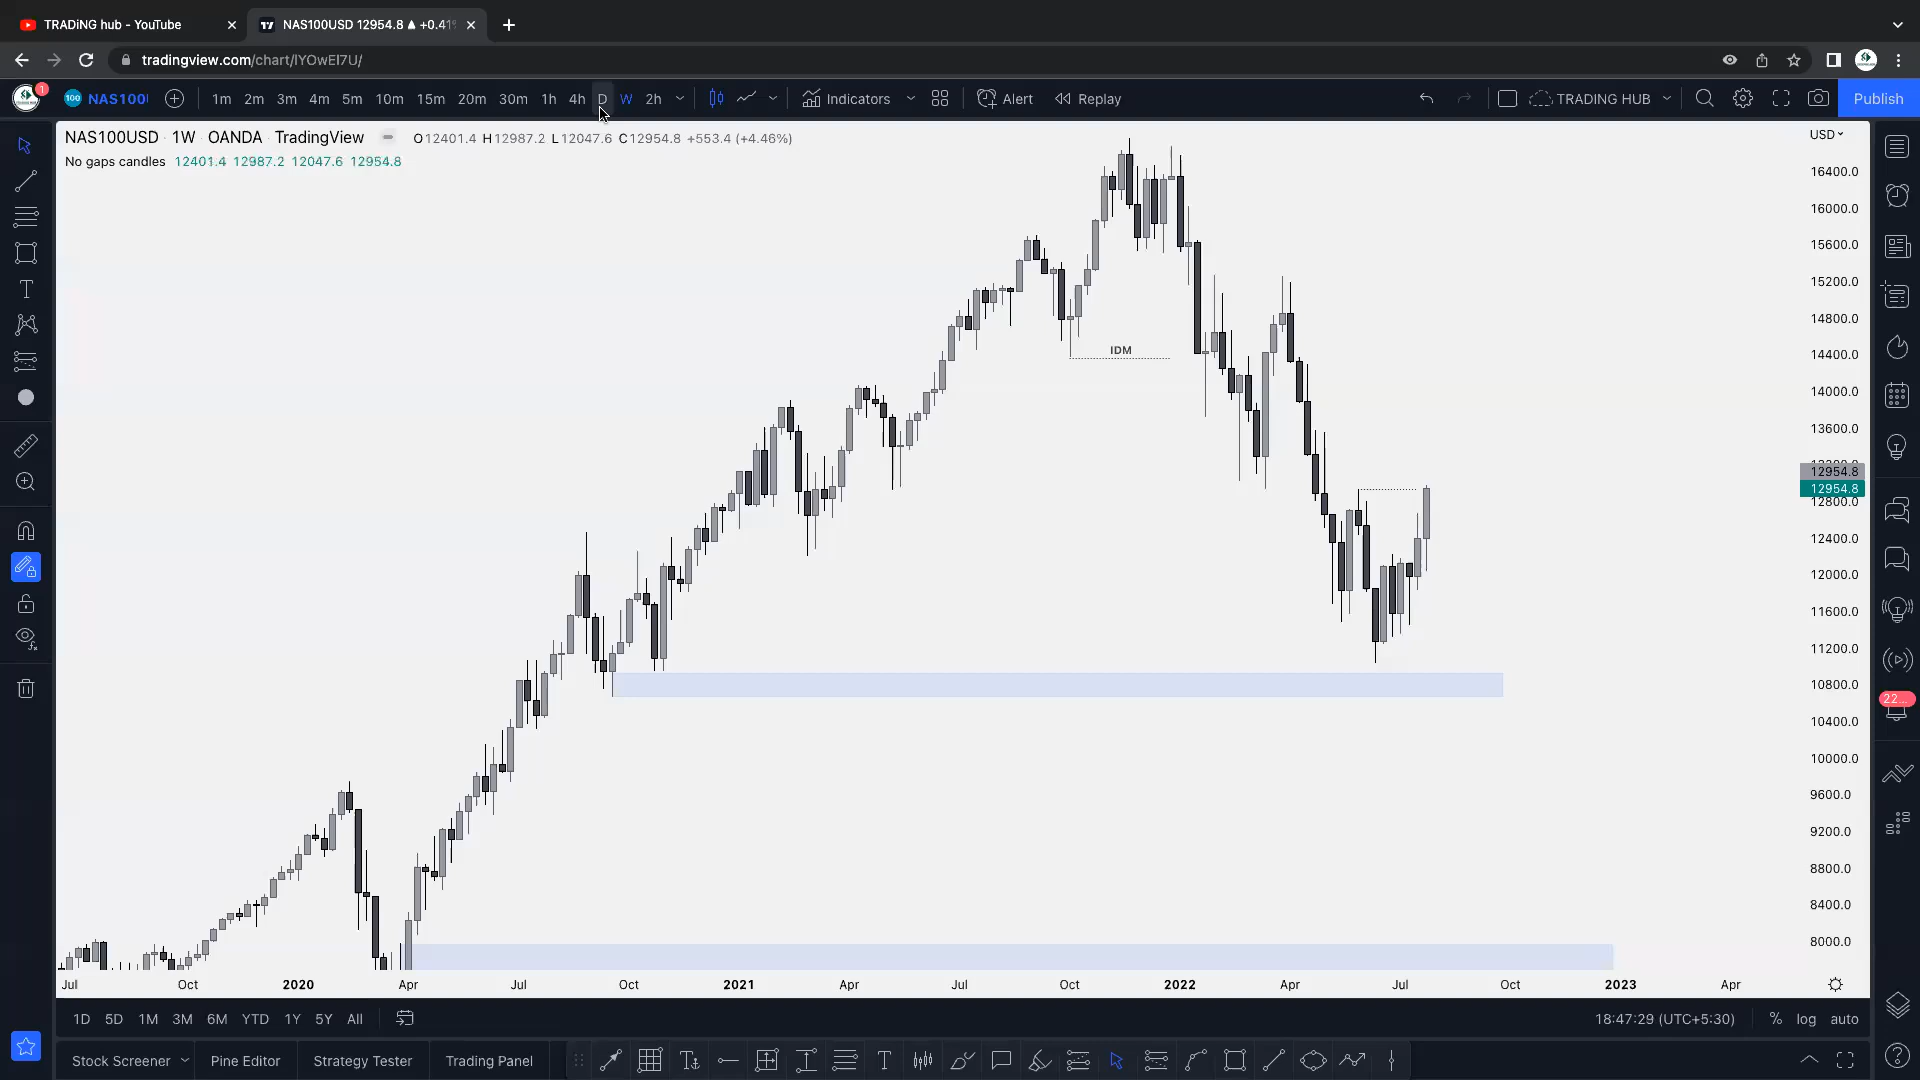 TRADiNG hub - YouTube
NAS100USD 12954.8 ▲ +0.41
tradingview.com/chart/lYOwEI7U/
1
100 NAS100
1m 2m 3m 4m 5m 10m 15m 20m 30m 1h 4h D W 2h
Indicators
Alert
Replay
TRADING HUB
Publish
NAS100USD · 1W · OANDA · TradingView
O12401.4 H12987.2 L12047.6 C12954.8 +553.4 (+4.46%)
No gaps candles 12401.4 12987.2 12047.6 12954.8
USD
16400.0
16000.0
15600.0
15200.0
14800.0
14400.0
14000.0
13600.0
12954.8
12954.8
12800.0
12400.0
12000.0
11600.0
11200.0
10800.0
10400.0
10000.0
9600.0
9200.0
8800.0
8400.0
8000.0
IDM
22...
Jul Oct 2020 Apr Jul Oct 2021 Apr Jul Oct 2022 Apr Jul Oct 2023 Apr
1D 5D 1M 3M 6M YTD 1Y 5Y All
18:47:29 (UTC+5:30)
% log auto
Stock Screener Pine Editor Strategy Tester Trading Panel